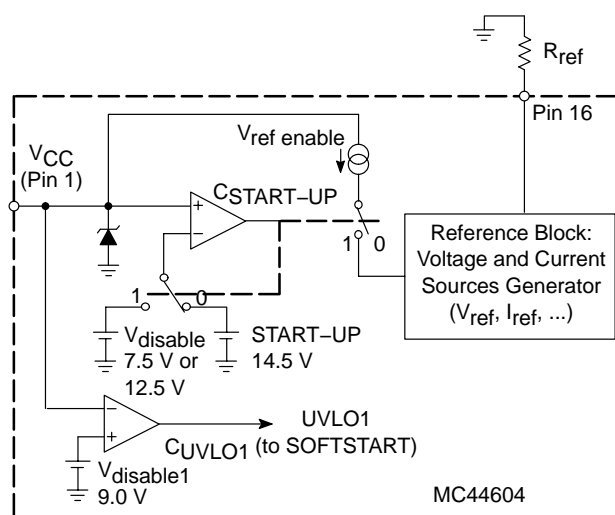 Rref
Pin 16
Vref enable
VCC
(Pin 1)
CSTART–UP
+
–
1 0
Reference Block:
Voltage and Current
Sources Generator
(Vref, Iref, ...)
1 0
Vdisable
7.5 V or
12.5 V
START–UP
14.5 V
–
+
UVLO1
CUVLO1 (to SOFTSTART)
Vdisable1
9.0 V
MC44604